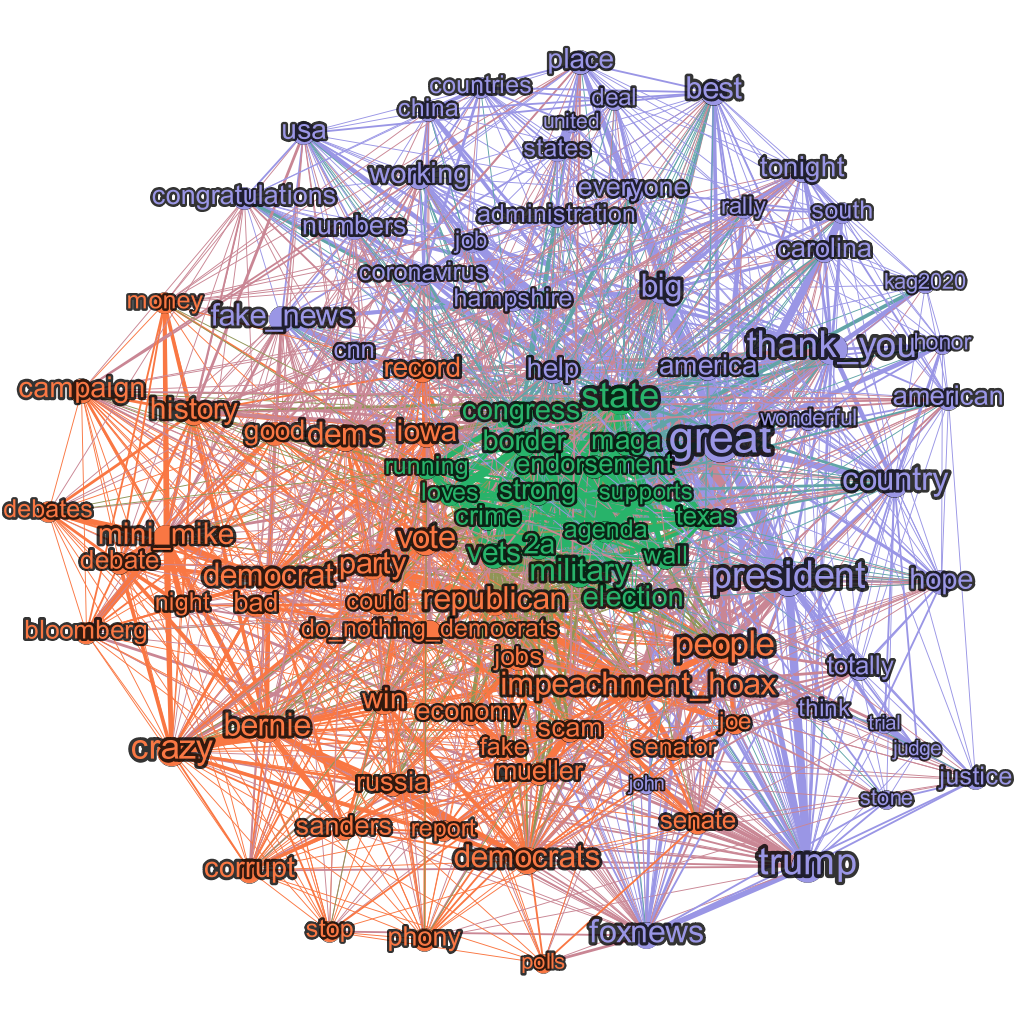 place
countries
best
deal
china
united
usa
states
tonight
working
everyone
congratulations
rally
south
administration
numbers
job
carolina
coronavirus
kag2020
big
hampshire
money
fake_news
thank_you
honor
cnn
record
help
america
campaign
state
american
history
congress
wonderful
good
dems
iowa
border
maga
great
running
endorsement
country
loves
strong
supports
debates
crime
texas
agenda
mini_mike
vote
2a
vets
wall
debate
party
democrat
military
president
hope
night
bad
could
republican
election
bloomberg
do_nothing_democrats
people
jobs
totally
impeachment_hoax
win
think
economy
bernie
joe
trial
scam
crazy
fake
senator
judge
mueller
justice
russia
john
stone
sanders
report
senate
democrats
trump
corrupt
stop
phony
foxnews
polls